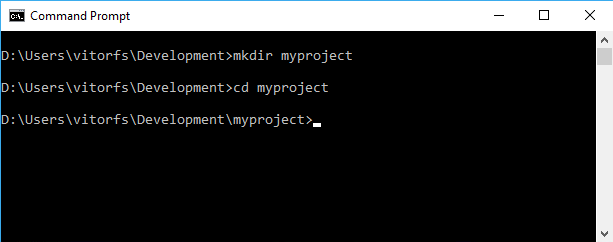 Command Prompt
D:\Users\vitorfs\Development>mkdir myproject
D:\Users\vitorfs\Development>cd myproject
D:\Users\vitorfs\Development\myproject>